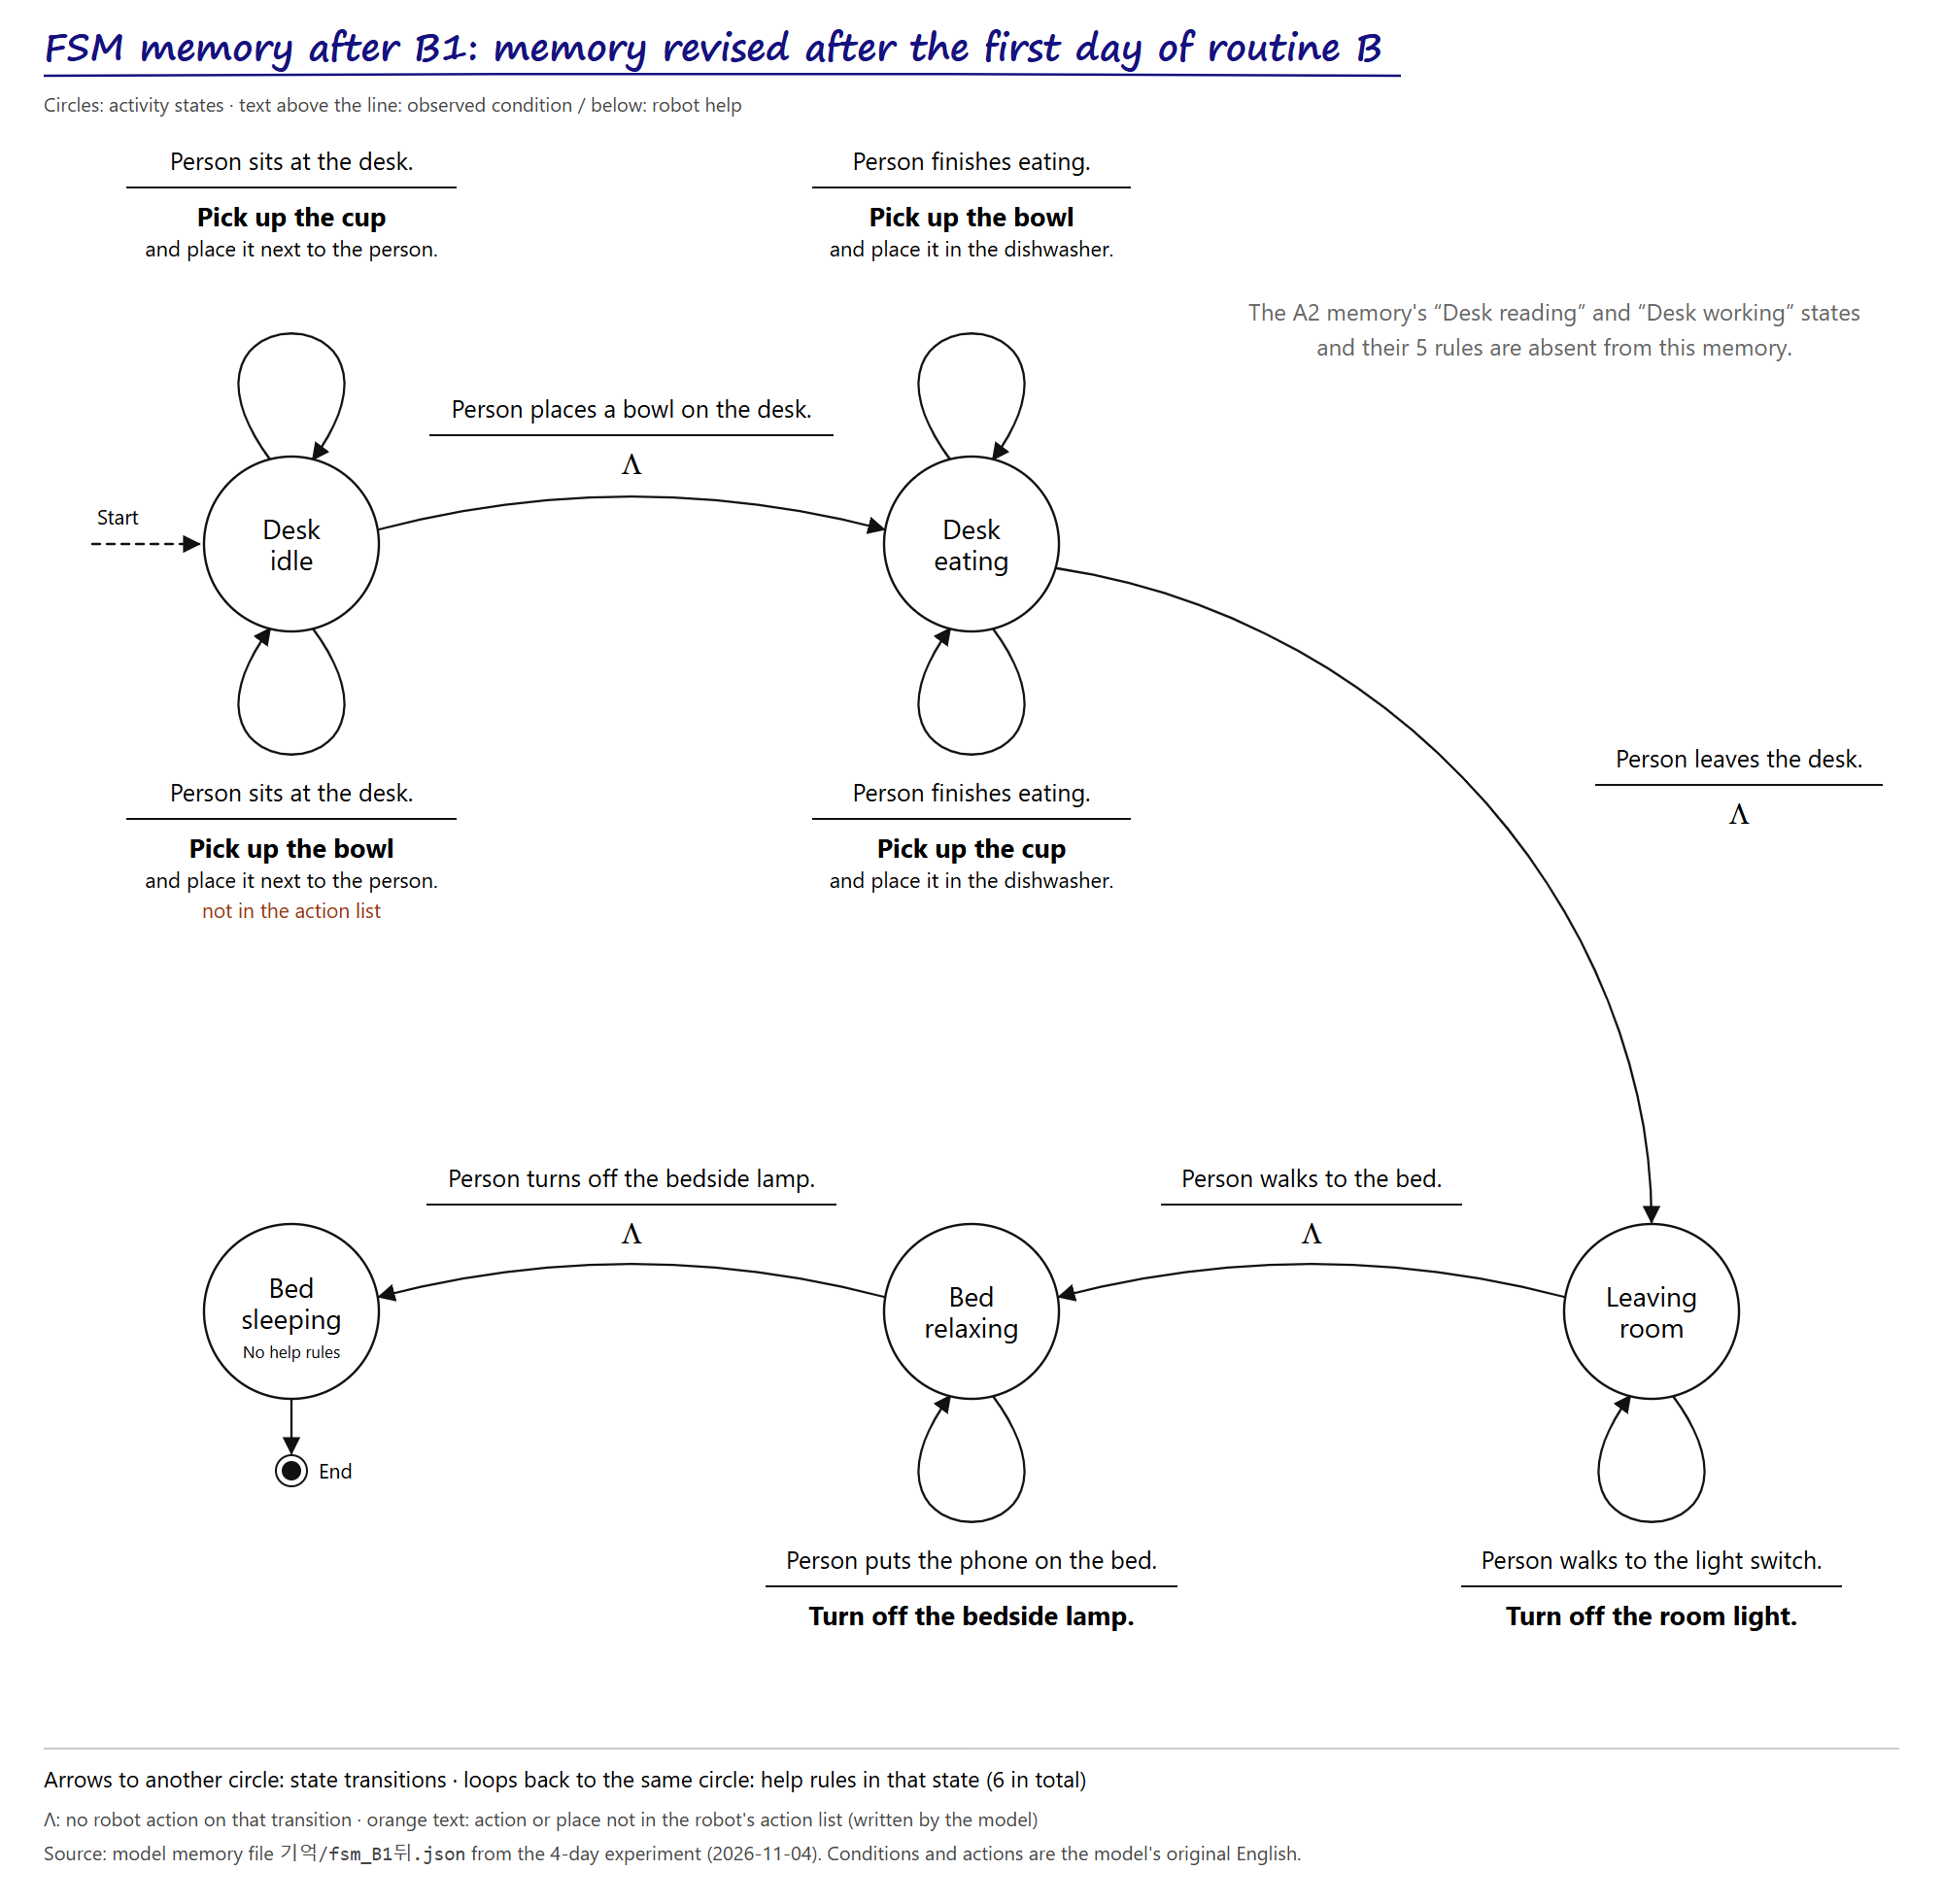 FSM memory after B1: memory revised after the first day of routine B
Circles: activity states · text above the line: observed condition / below: robot help
Person sits at the desk.
Pick up the cup
and place it next to the person.
Person finishes eating.
Pick up the bowl
and place it in the dishwasher.
The A2 memory's “Desk reading” and “Desk working” states
and their 5 rules are absent from this memory.
Person places a bowl on the desk.
Λ
Start
Desk
idle
Desk
eating
Person leaves the desk.
Λ
Person sits at the desk.
Pick up the bowl
and place it next to the person.
not in the action list
Person finishes eating.
Pick up the cup
and place it in the dishwasher.
Person turns off the bedside lamp.
Λ
Person walks to the bed.
Λ
Bed
sleeping
No help rules
Bed
relaxing
Leaving
room
End
Person puts the phone on the bed.
Turn off the bedside lamp.
Person walks to the light switch.
Turn off the room light.
Arrows to another circle: state transitions · loops back to the same circle: help rules in that state (6 in total)
Λ: no robot action on that transition · orange text: action or place not in the robot's action list (written by the model)
Source: model memory file 기억/fsm_B1뒤.json from the 4-day experiment (2026-11-04). Conditions and actions are the model's original English.